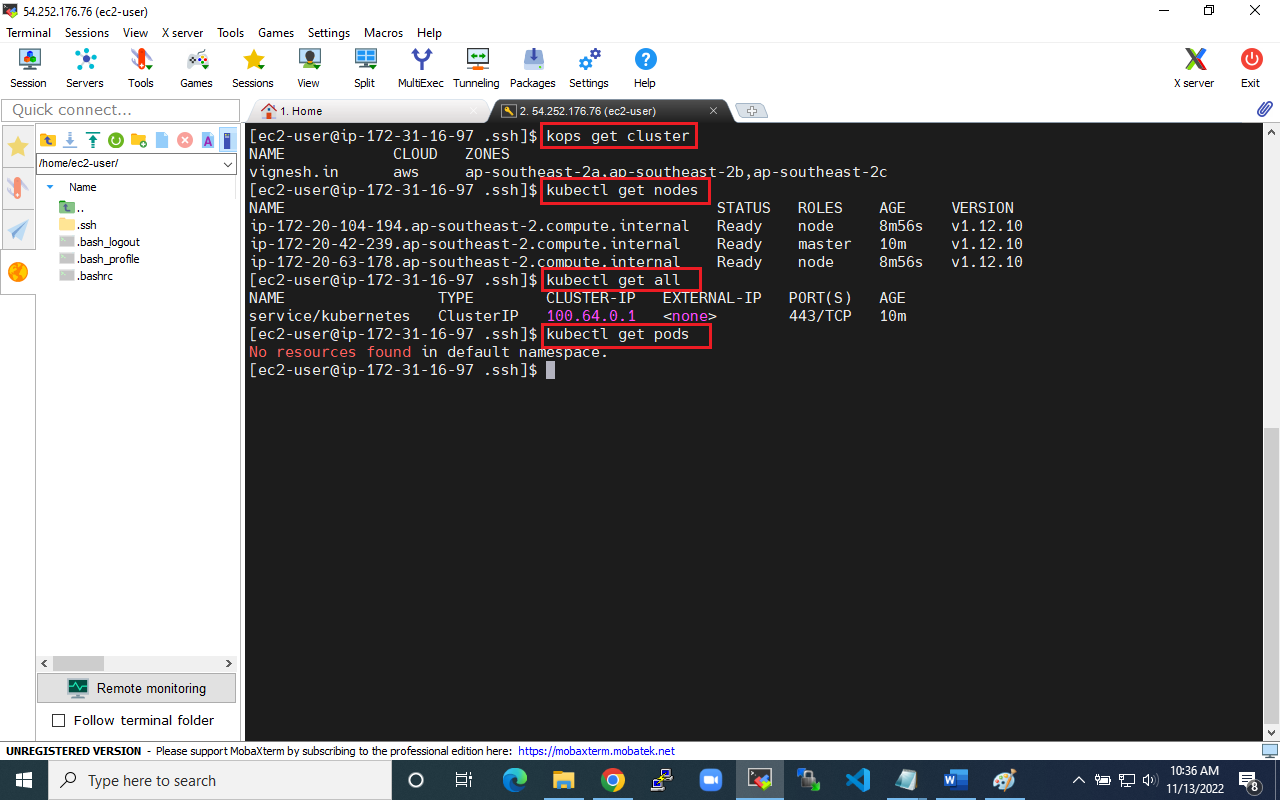 54.252.176.76 (ec2-user)
Terminal Sessions View X server Tools Games Settings Macros Help
Session Servers Tools Games Sessions View Split MultiExec Tunneling Packages Settings Help X server Exit
Quick connect...
1. Home
2. 54.252.176.76 (ec2-user)
/home/ec2-user/
Name
..
.ssh
.bash_logout
.bash_profile
.bashrc
[ec2-user@ip-172-31-16-97 .ssh]$ kops get cluster
NAME CLOUD ZONES
vignesh.in aws ap-southeast-2a,ap-southeast-2b,ap-southeast-2c
[ec2-user@ip-172-31-16-97 .ssh]$ kubectl get nodes
NAME STATUS ROLES AGE VERSION
ip-172-20-104-194.ap-southeast-2.compute.internal Ready node 8m56s v1.12.10
ip-172-20-42-239.ap-southeast-2.compute.internal Ready master 10m v1.12.10
ip-172-20-63-178.ap-southeast-2.compute.internal Ready node 8m56s v1.12.10
[ec2-user@ip-172-31-16-97 .ssh]$ kubectl get all
NAME TYPE CLUSTER-IP EXTERNAL-IP PORT(S) AGE
service/kubernetes ClusterIP 100.64.0.1 <none> 443/TCP 10m
[ec2-user@ip-172-31-16-97 .ssh]$ kubectl get pods
No resources found in default namespace.
[ec2-user@ip-172-31-16-97 .ssh]$
Remote monitoring
Follow terminal folder
UNREGISTERED VERSION - Please support MobaXterm by subscribing to the professional edition here: https://mobaxterm.mobatek.net
Type here to search
10:36 AM
11/13/2022
8